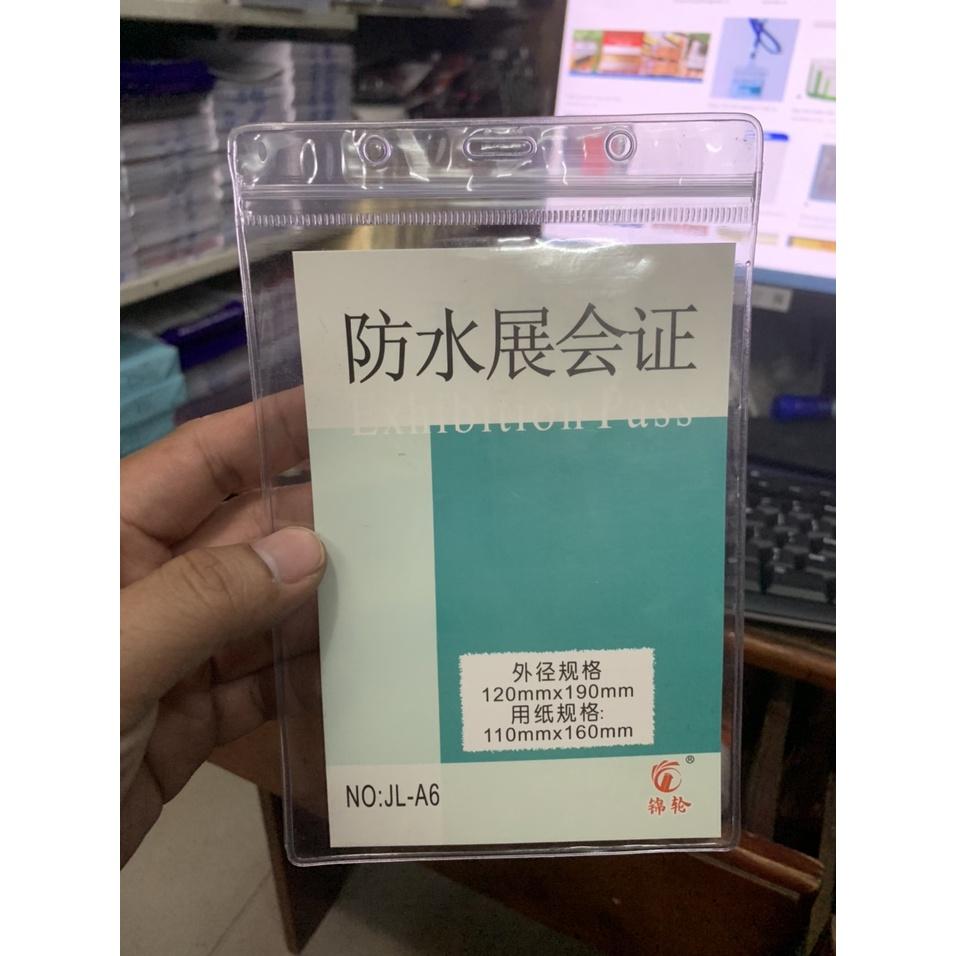 防水展会证
Exhibition Pass
外径规格
120mmx190mm
用纸规格:
110mmx160mm
NO:JL-A6
®
锦轮